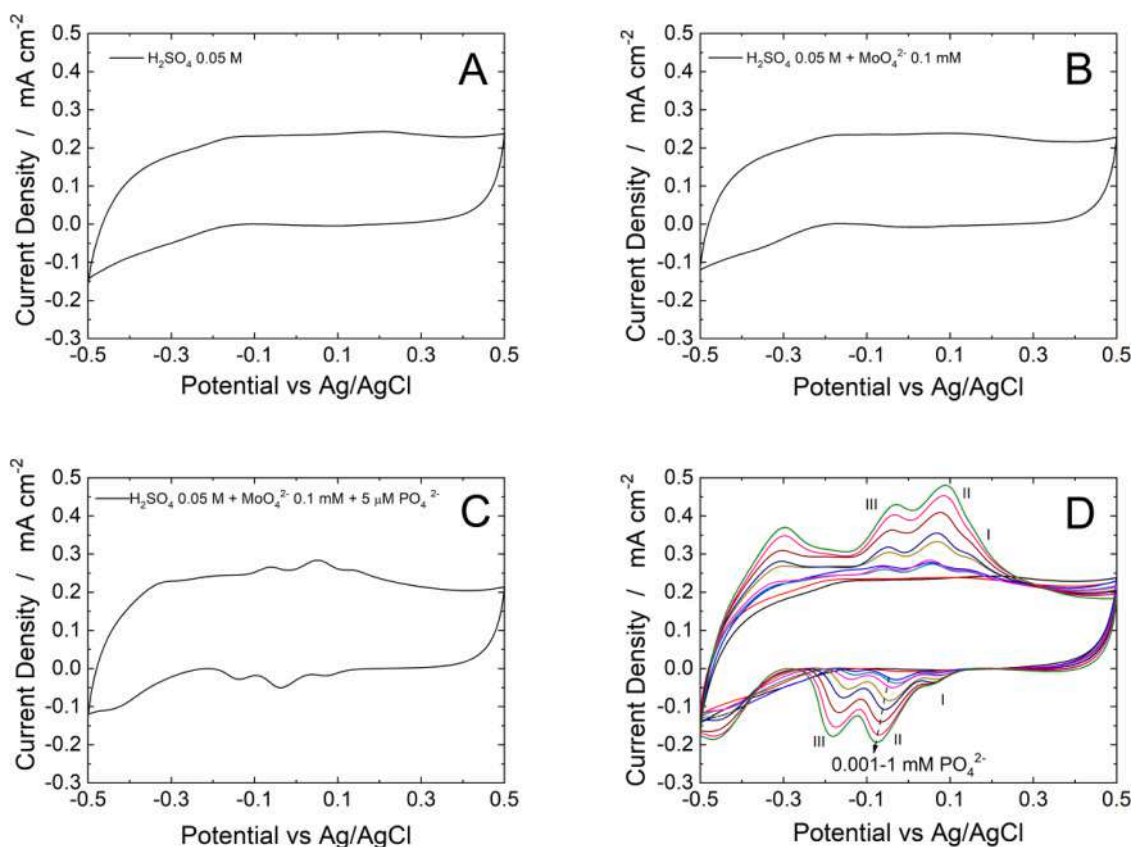 A
H₂SO₄ 0.05 M
Current Density / mA cm⁻²
0.5
0.4
0.3
0.2
0.1
0.0
-0.1
-0.2
-0.3
-0.5 -0.3 -0.1 0.1 0.3 0.5
Potential vs Ag/AgCl
B
H₂SO₄ 0.05 M + MoO₄²⁻ 0.1 mM
Current Density / mA cm⁻²
0.5
0.4
0.3
0.2
0.1
0.0
-0.1
-0.2
-0.3
-0.5 -0.3 -0.1 0.1 0.3 0.5
Potential vs Ag/AgCl
C
H₂SO₄ 0.05 M + MoO₄²⁻ 0.1 mM + 5 μM PO₄²⁻
Current Density / mA cm⁻²
0.5
0.4
0.3
0.2
0.1
0.0
-0.1
-0.2
-0.3
-0.5 -0.3 -0.1 0.1 0.3 0.5
Potential vs Ag/AgCl
D
III
II
I
I
III
II
0.001-1 mM PO₄²⁻
Current Density / mA cm⁻²
0.5
0.4
0.3
0.2
0.1
0.0
-0.1
-0.2
-0.3
-0.5 -0.3 -0.1 0.1 0.3 0.5
Potential vs Ag/AgCl